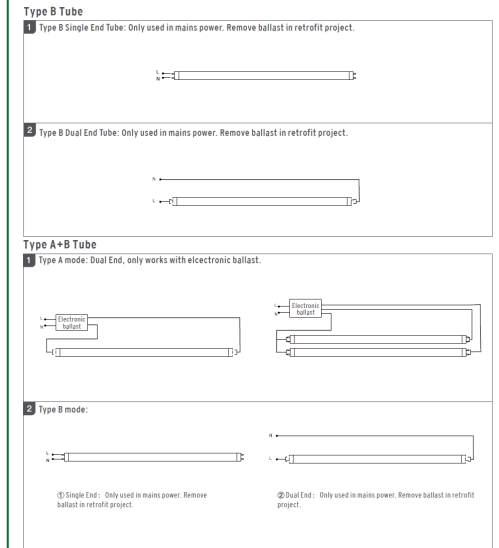 Type B Tube
1 Type B Single End Tube: Only used in mains power. Remove ballast in retrofit project.
L
N
2 Type B Dual End Tube: Only used in mains power. Remove ballast in retrofit project.
N
L
Type A+B Tube
1 Type A mode: Dual End, only works with elcectronic ballast.
L
N
Electronic
ballast
L
N
Electronic
ballast
2 Type B mode:
L
N
N
L
① Single End: Only used in mains power. Remove
ballast in retrofit project.
② Dual End: Only used in mains power. Remove ballast in retrofit
project.